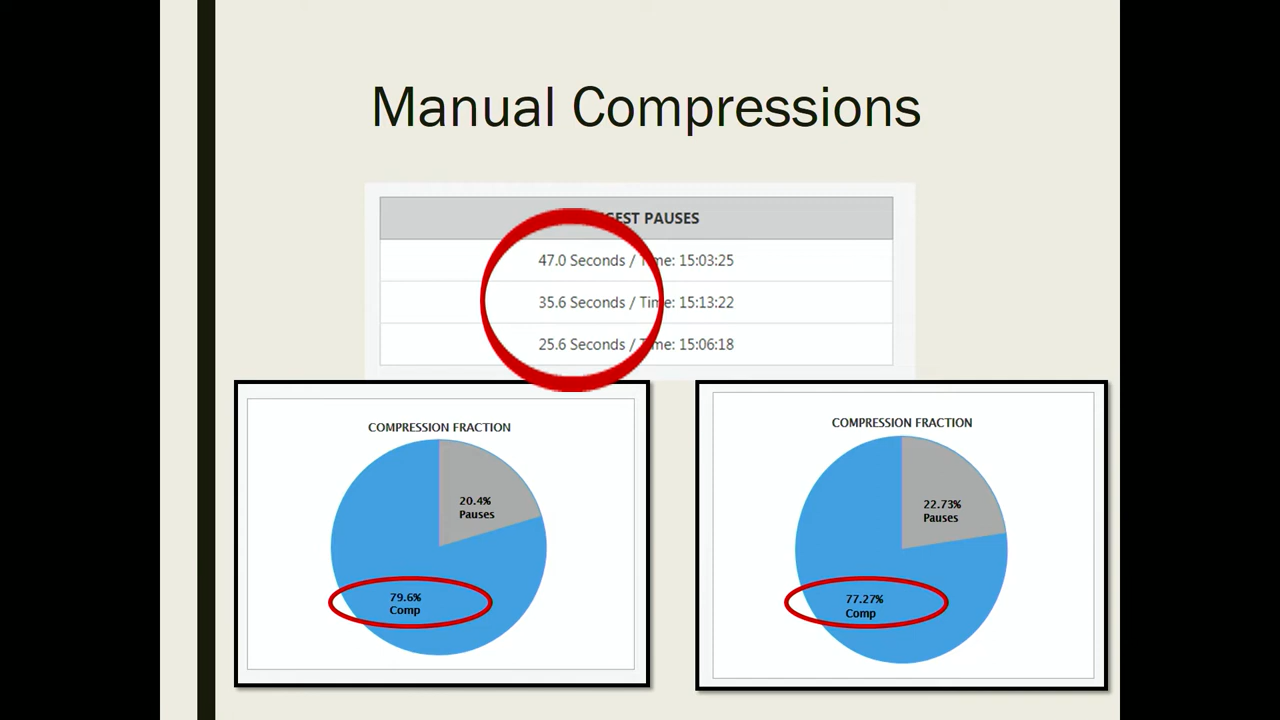 Manual Compressions
GEST PAUSES
47.0 Seconds / Time: 15:03:25
35.6 Seconds / Time: 15:13:22
25.6 Seconds / Time: 15:06:18
COMPRESSION FRACTION
20.4%
Pauses
79.6%
Comp
COMPRESSION FRACTION
22.73%
Pauses
77.27%
Comp